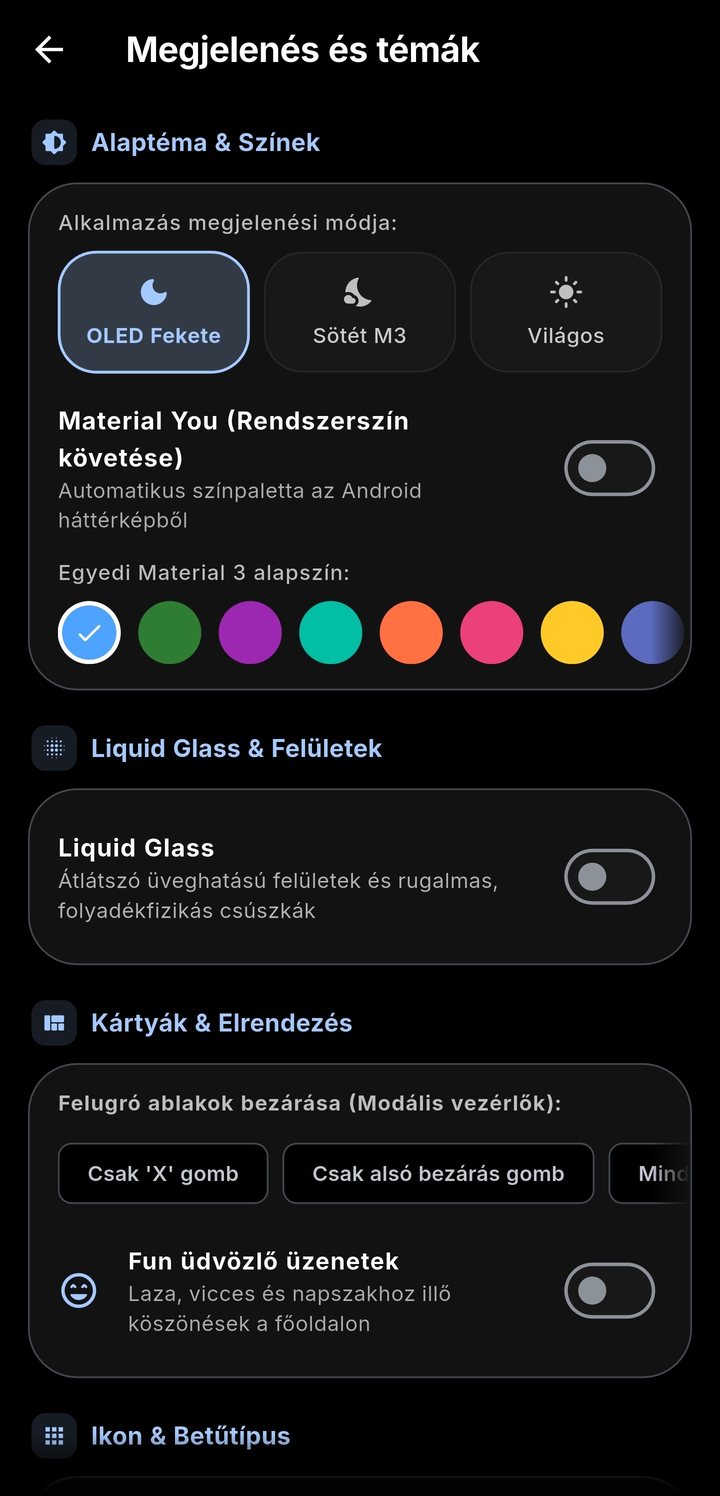 Megjelenés és témák
Alaptéma & Színek
Alkalmazás megjelenési módja:
OLED Fekete
Sötét M3
Világos
Material You (Rendszerszín
követése)
Automatikus színpaletta az Android
háttérképből
Egyedi Material 3 alapszín:
Liquid Glass & Felületek
Liquid Glass
Átlátszó üveghatású felületek és rugalmas,
folyadékfizikás csúszkák
Kártyák & Elrendezés
Felugró ablakok bezárása (Modális vezérlők):
Csak 'X' gomb
Csak alsó bezárás gomb
Mind
Fun üdvözlő üzenetek
Laza, vicces és napszakhoz illő
köszönések a főoldalon
Ikon & Betűtípus